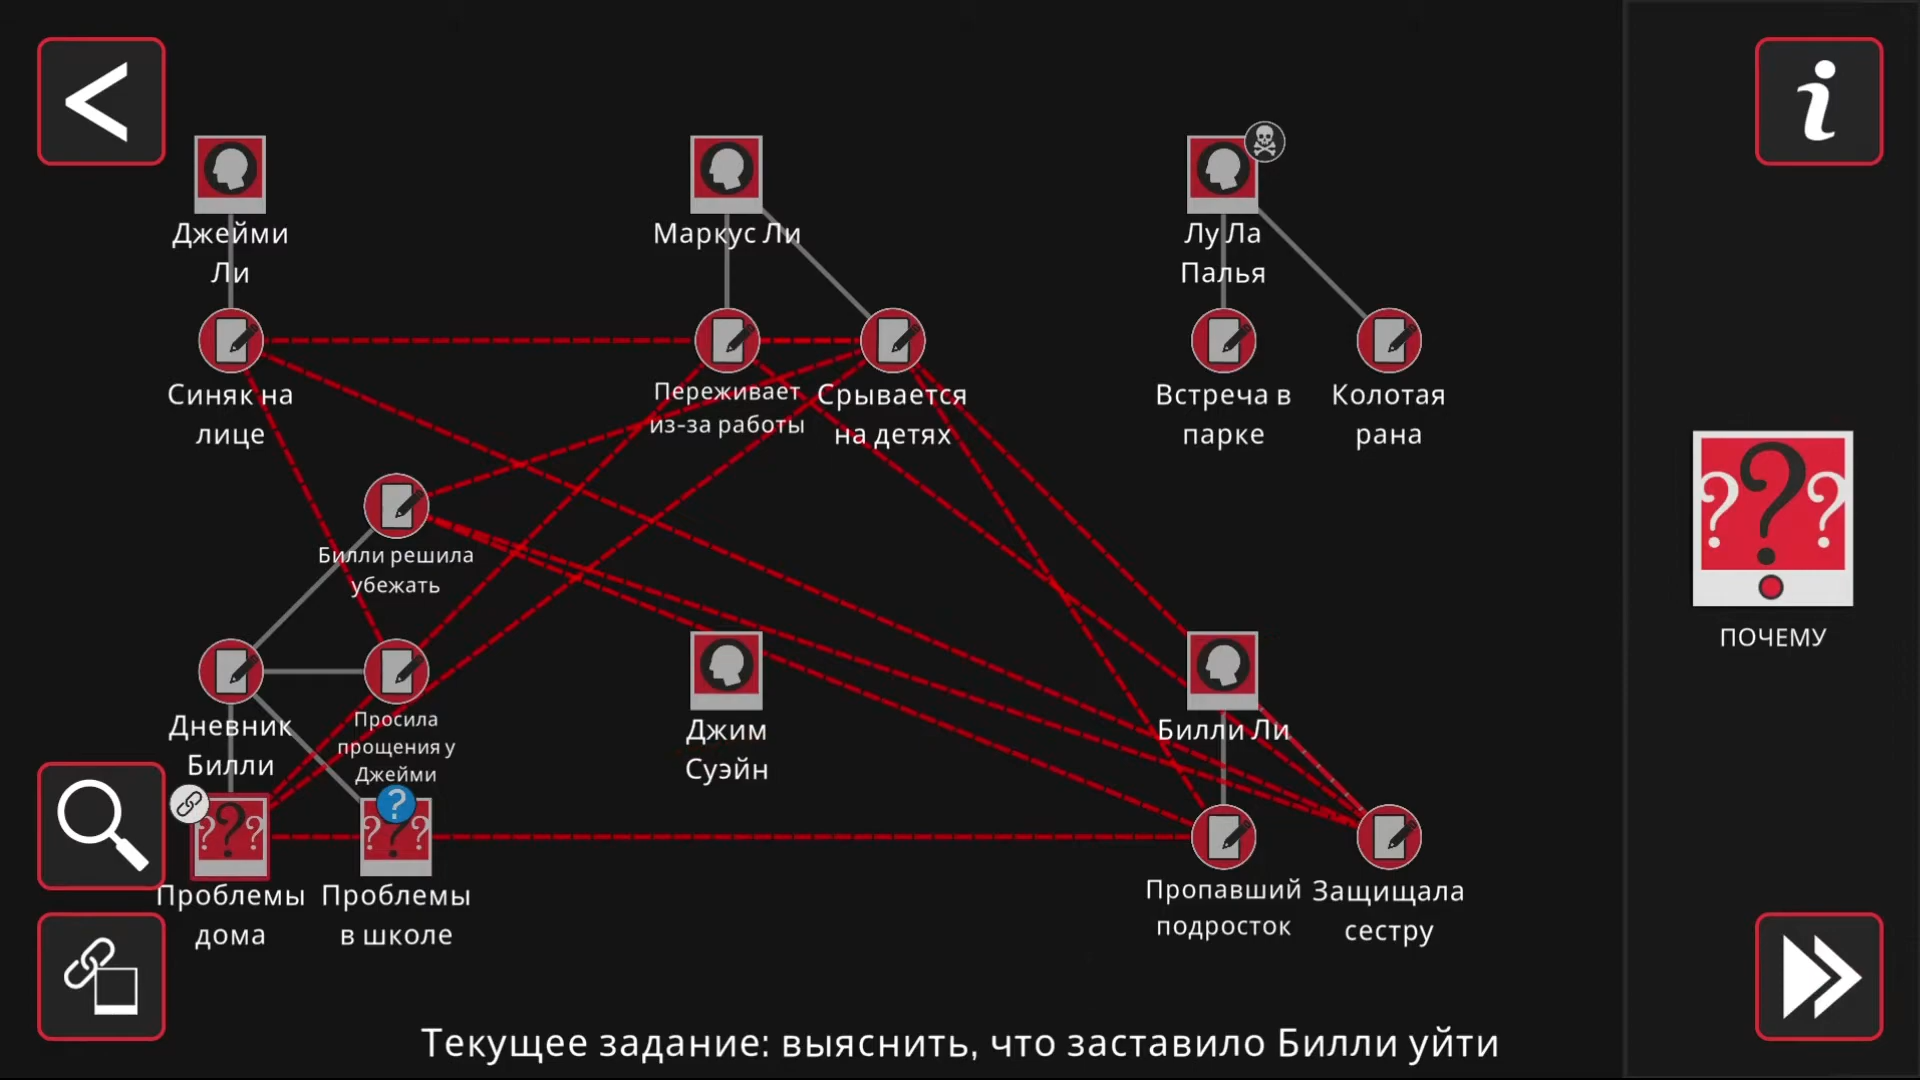 Джейми
Ли
Маркус Ли
Лу Ла
Палья
Синяк на
лице
Переживает
из-за работы
Срывается
на детях
Встреча в
парке
Колотая
рана
Билли решила
убежать
ПОЧЕМУ
Дневник
Билли
Просила
прощения у
Джейми
Джим
Суэйн
Билли Ли
Проблемы
дома
Проблемы
в школе
Пропавший
подросток
Защищала
сестру
Текущее задание: выяснить, что заставило Билли уйти